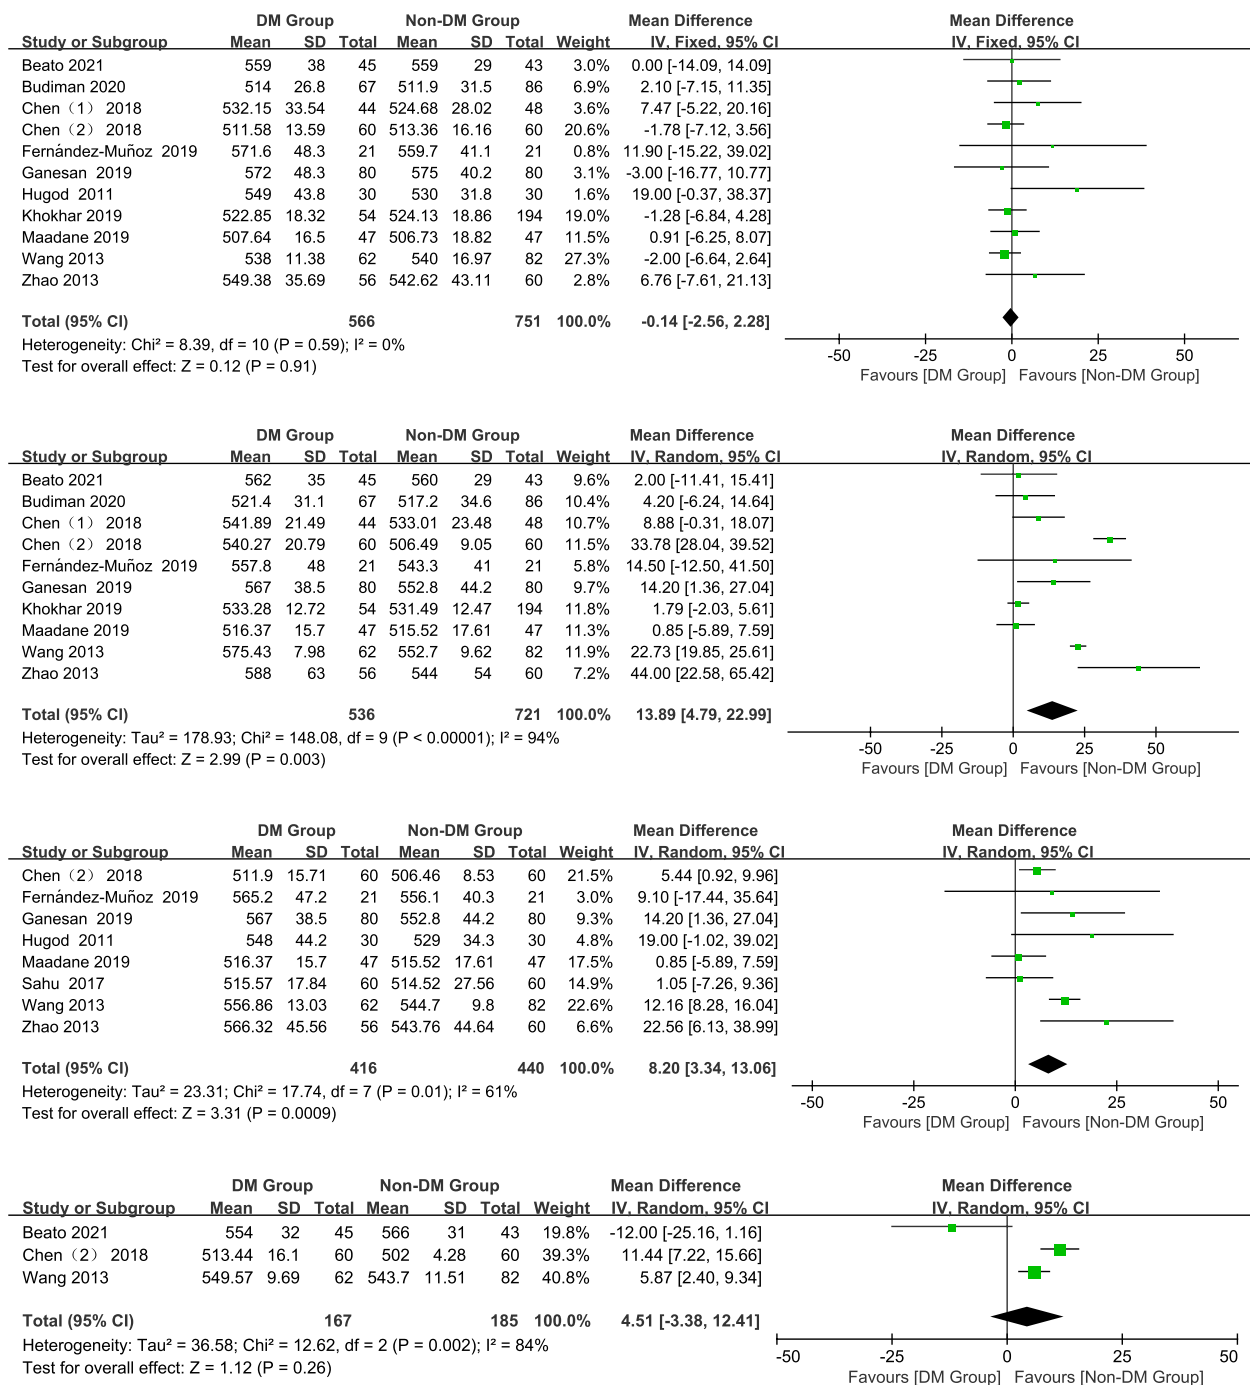 DM Group Non-DM Group Mean Difference Mean Difference
Study or Subgroup Mean SD Total Mean SD Total Weight IV, Fixed, 95% CI IV, Fixed, 95% CI
Beato 2021 559 38 45 559 29 43 3.0% 0.00 [-14.09, 14.09]
Budiman 2020 514 26.8 67 511.9 31.5 86 6.9% 2.10 [-7.15, 11.35]
Chen（1）2018 532.15 33.54 44 524.68 28.02 48 3.6% 7.47 [-5.22, 20.16]
Chen（2）2018 511.58 13.59 60 513.36 16.16 60 20.6% -1.78 [-7.12, 3.56]
Fernández-Muñoz 2019 571.6 48.3 21 559.7 41.1 21 0.8% 11.90 [-15.22, 39.02]
Ganesan 2019 572 48.3 80 575 40.2 80 3.1% -3.00 [-16.77, 10.77]
Hugod 2011 549 43.8 30 530 31.8 30 1.6% 19.00 [-0.37, 38.37]
Khokhar 2019 522.85 18.32 54 524.13 18.86 194 19.0% -1.28 [-6.84, 4.28]
Maadane 2019 507.64 16.5 47 506.73 18.82 47 11.5% 0.91 [-6.25, 8.07]
Wang 2013 538 11.38 62 540 16.97 82 27.3% -2.00 [-6.64, 2.64]
Zhao 2013 549.38 35.69 56 542.62 43.11 60 2.8% 6.76 [-7.61, 21.13]
Total (95% CI) 566 751 100.0% -0.14 [-2.56, 2.28]
Heterogeneity: Chi² = 8.39, df = 10 (P = 0.59); I² = 0%
Test for overall effect: Z = 0.12 (P = 0.91)
-50 -25 0 25 50
Favours [DM Group] Favours [Non-DM Group]
DM Group Non-DM Group Mean Difference Mean Difference
Study or Subgroup Mean SD Total Mean SD Total Weight IV, Random, 95% CI IV, Random, 95% CI
Beato 2021 562 35 45 560 29 43 9.6% 2.00 [-11.41, 15.41]
Budiman 2020 521.4 31.1 67 517.2 34.6 86 10.4% 4.20 [-6.24, 14.64]
Chen（1）2018 541.89 21.49 44 533.01 23.48 48 10.7% 8.88 [-0.31, 18.07]
Chen（2）2018 540.27 20.79 60 506.49 9.05 60 11.5% 33.78 [28.04, 39.52]
Fernández-Muñoz 2019 557.8 48 21 543.3 41 21 5.8% 14.50 [-12.50, 41.50]
Ganesan 2019 567 38.5 80 552.8 44.2 80 9.7% 14.20 [1.36, 27.04]
Khokhar 2019 533.28 12.72 54 531.49 12.47 194 11.8% 1.79 [-2.03, 5.61]
Maadane 2019 516.37 15.7 47 515.52 17.61 47 11.3% 0.85 [-5.89, 7.59]
Wang 2013 575.43 7.98 62 552.7 9.62 82 11.9% 22.73 [19.85, 25.61]
Zhao 2013 588 63 56 544 54 60 7.2% 44.00 [22.58, 65.42]
Total (95% CI) 536 721 100.0% 13.89 [4.79, 22.99]
Heterogeneity: Tau² = 178.93; Chi² = 148.08, df = 9 (P < 0.00001); I² = 94%
Test for overall effect: Z = 2.99 (P = 0.003)
-50 -25 0 25 50
Favours [DM Group] Favours [Non-DM Group]
DM Group Non-DM Group Mean Difference Mean Difference
Study or Subgroup Mean SD Total Mean SD Total Weight IV, Random, 95% CI IV, Random, 95% CI
Chen（2）2018 511.9 15.71 60 506.46 8.53 60 21.5% 5.44 [0.92, 9.96]
Fernández-Muñoz 2019 565.2 47.2 21 556.1 40.3 21 3.0% 9.10 [-17.44, 35.64]
Ganesan 2019 567 38.5 80 552.8 44.2 80 9.3% 14.20 [1.36, 27.04]
Hugod 2011 548 44.2 30 529 34.3 30 4.8% 19.00 [-1.02, 39.02]
Maadane 2019 516.37 15.7 47 515.52 17.61 47 17.5% 0.85 [-5.89, 7.59]
Sahu 2017 515.57 17.84 60 514.52 27.56 60 14.9% 1.05 [-7.26, 9.36]
Wang 2013 556.86 13.03 62 544.7 9.8 82 22.6% 12.16 [8.28, 16.04]
Zhao 2013 566.32 45.56 56 543.76 44.64 60 6.6% 22.56 [6.13, 38.99]
Total (95% CI) 416 440 100.0% 8.20 [3.34, 13.06]
Heterogeneity: Tau² = 23.31; Chi² = 17.74, df = 7 (P = 0.01); I² = 61%
Test for overall effect: Z = 3.31 (P = 0.0009)
-50 -25 0 25 50
Favours [DM Group] Favours [Non-DM Group]
DM Group Non-DM Group Mean Difference Mean Difference
Study or Subgroup Mean SD Total Mean SD Total Weight IV, Random, 95% CI IV, Random, 95% CI
Beato 2021 554 32 45 566 31 43 19.8% -12.00 [-25.16, 1.16]
Chen（2）2018 513.44 16.1 60 502 4.28 60 39.3% 11.44 [7.22, 15.66]
Wang 2013 549.57 9.69 62 543.7 11.51 82 40.8% 5.87 [2.40, 9.34]
Total (95% CI) 167 185 100.0% 4.51 [-3.38, 12.41]
Heterogeneity: Tau² = 36.58; Chi² = 12.62, df = 2 (P = 0.002); I² = 84%
Test for overall effect: Z = 1.12 (P = 0.26)
-50 -25 0 25 50
Favours [DM Group] Favours [Non-DM Group]